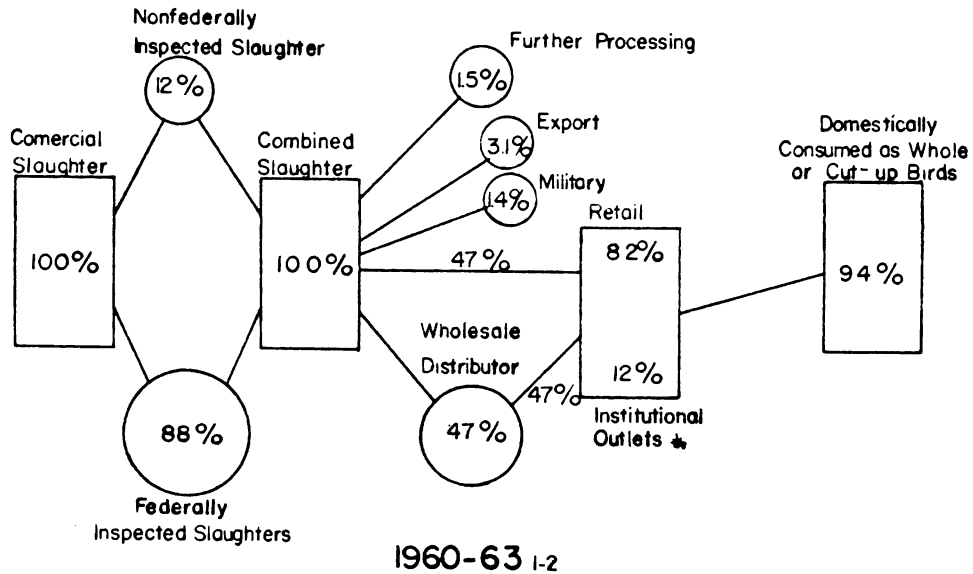 Nonfederally
Inspected Slaughter
12%
Comercial
Slaughter
100%
88%
Federally
Inspected Slaughters
Combined
Slaughter
100%
Further Processing
1.5%
Export
3.1%
Military
1.4%
47%
Wholesale
Distributor
47%
47%
Retail
82%
12%
Institutional
Outlets *
Domestically
Consumed as Whole
or Cut-up Birds
94%
1960-63 1-2